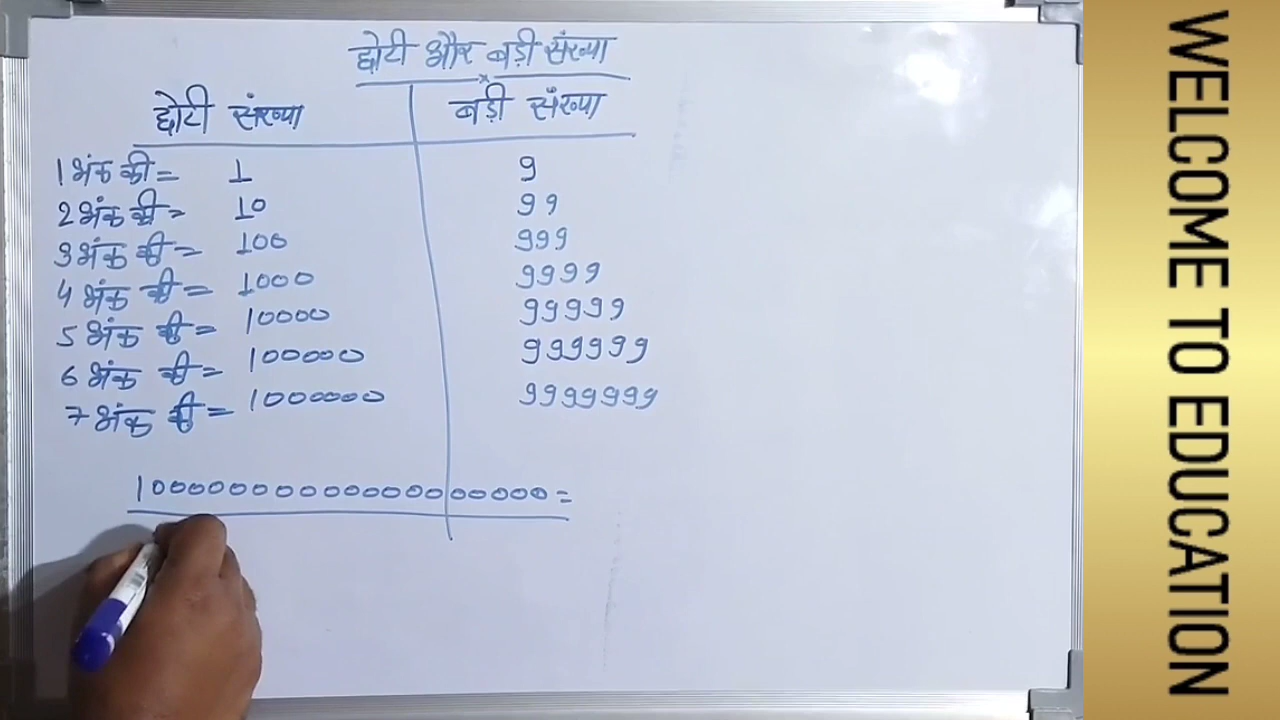 छोटी और बड़ी संख्या
छोटी संख्या बड़ी संख्या
1 अंक की = 1 9
2 अंक की = 10 99
3 अंक की = 100 999
4 अंक की = 1000 9999
5 अंक की = 10000 99999
6 अंक की = 100000 999999
7 अंक की = 1000000 9999999
100000000000000000 =
WELCOME TO EDUCATION